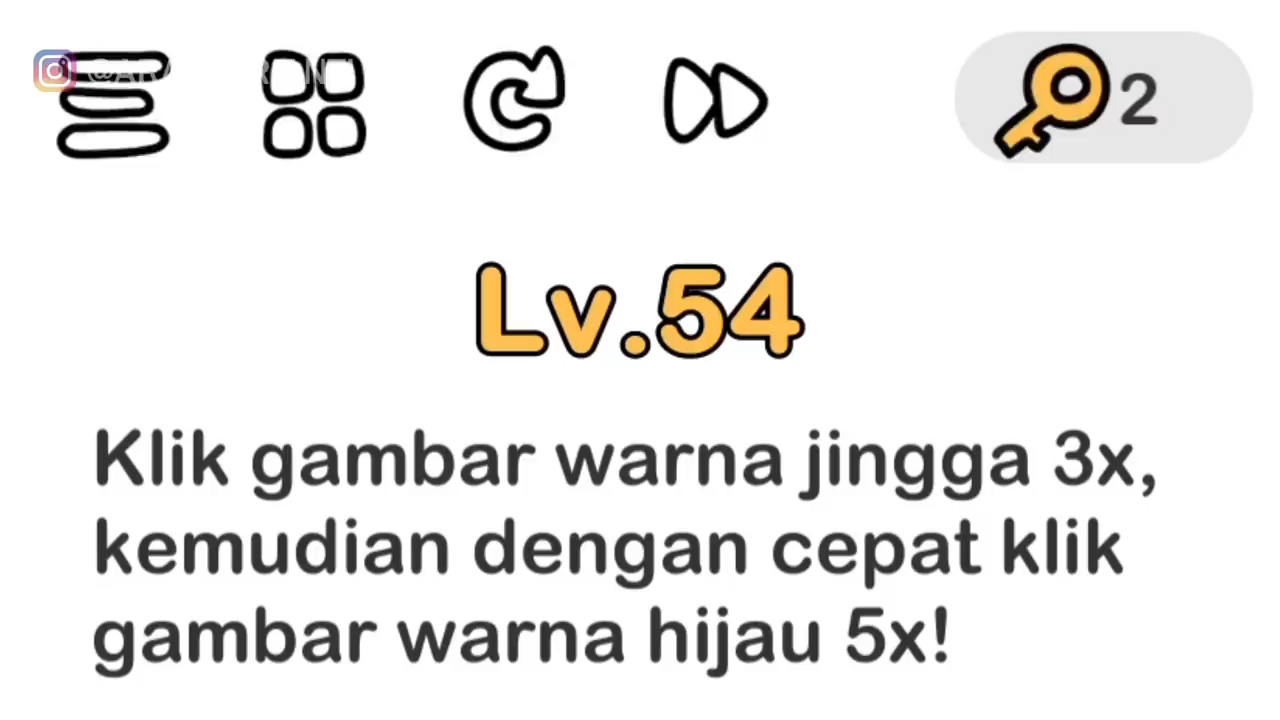 2
Lv.54
Klik gambar warna jingga 3x,
kemudian dengan cepat klik
gambar warna hijau 5x!